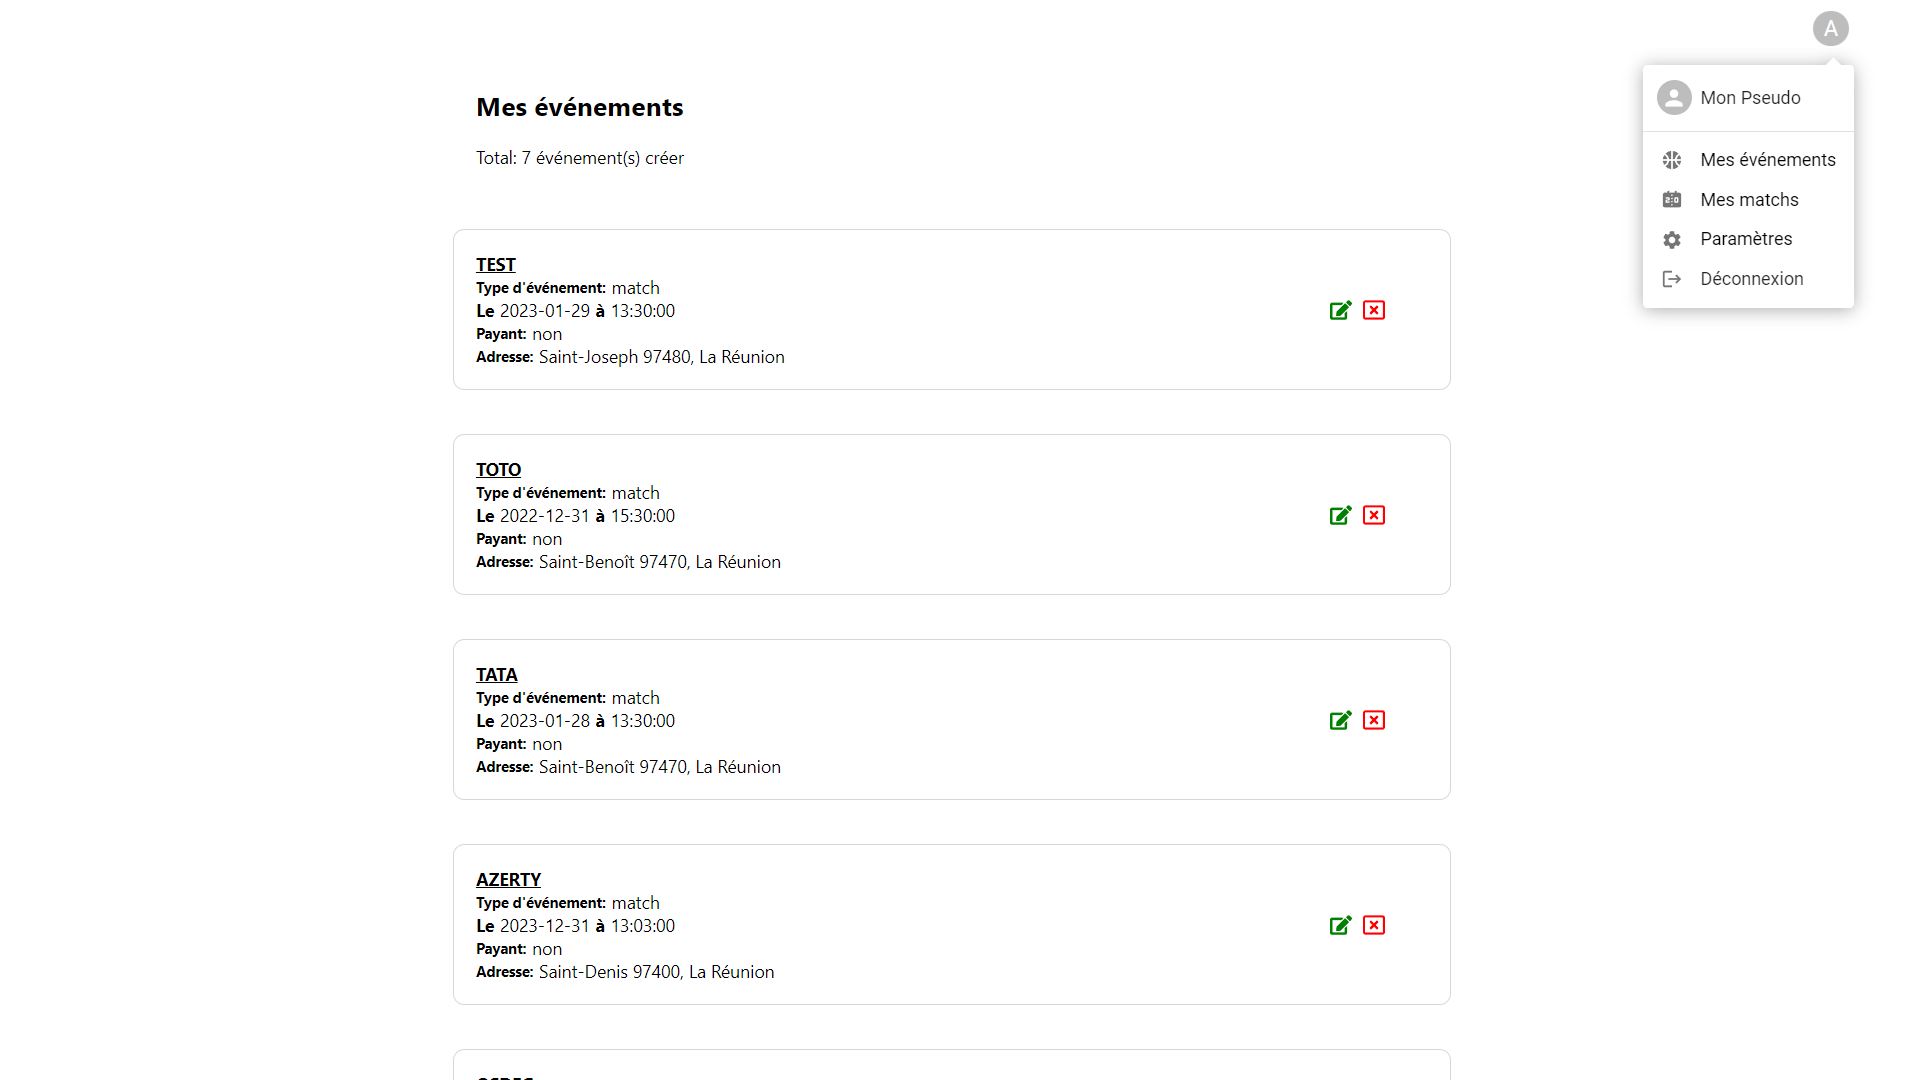 A
Mon Pseudo
Mes événements
Mes matchs
Paramètres
Déconnexion
Mes événements
Total: 7 événement(s) créer
TEST
Type d'événement: match
Le 2023-01-29 à 13:30:00
Payant: non
Adresse: Saint-Joseph 97480, La Réunion
TOTO
Type d'événement: match
Le 2022-12-31 à 15:30:00
Payant: non
Adresse: Saint-Benoît 97470, La Réunion
TATA
Type d'événement: match
Le 2023-01-28 à 13:30:00
Payant: non
Adresse: Saint-Benoît 97470, La Réunion
AZERTY
Type d'événement: match
Le 2023-12-31 à 13:03:00
Payant: non
Adresse: Saint-Denis 97400, La Réunion